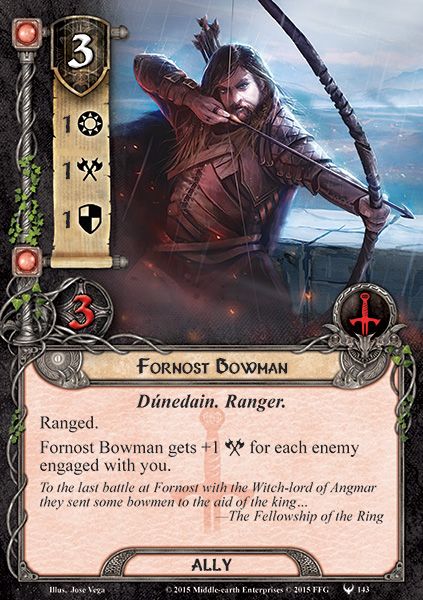 3
1
1
1
3
FORNOST BOWMAN
Dúnedain. Ranger.
Ranged.
Fornost Bowman gets +1 for each enemy
engaged with you.
To the last battle at Fornost with the Witch-lord of Angmar
they sent some bowmen to the aid of the king…
—The Fellowship of the Ring
ALLY
Illus. Jose Vega
© 2015 Middle-earth Enterprises © 2015 FFG
143